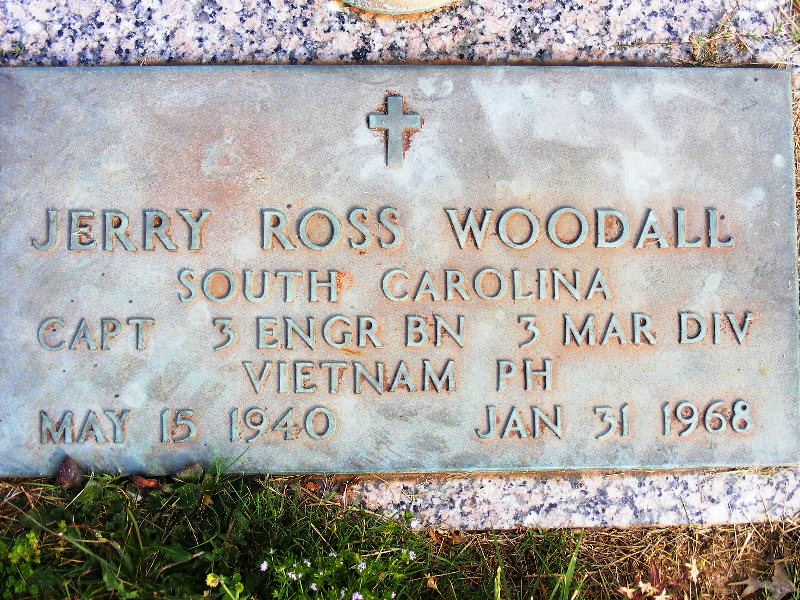 JERRY ROSS WOODALL
SOUTH CAROLINA
CAPT 3 ENGR BN 3 MAR DIV
VIETNAM PH
MAY 15 1940 JAN 31 1968